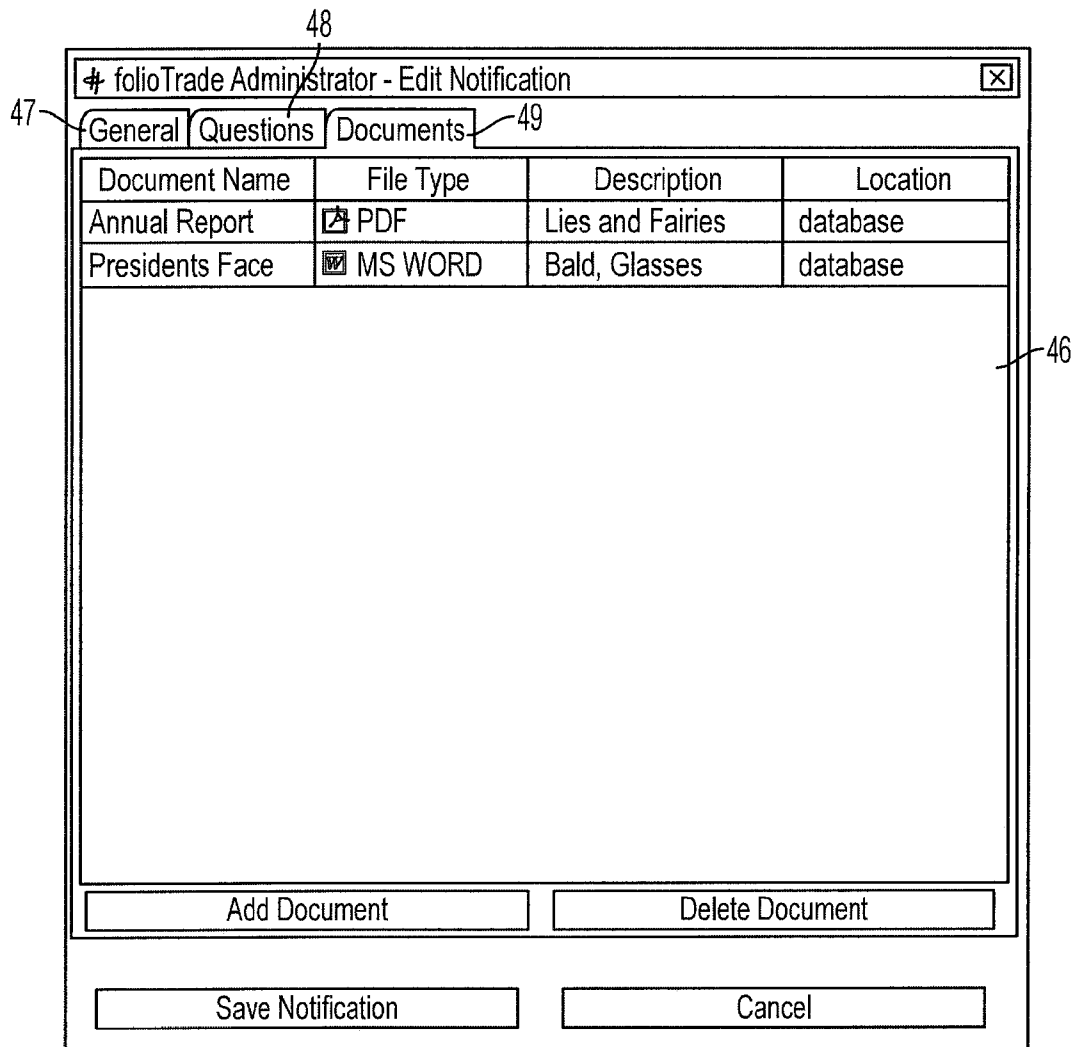 48
folioTrade Administrator - Edit Notification
47 General Questions Documents 49
Document Name File Type Description Location
Annual Report PDF Lies and Fairies database
Presidents Face W MS WORD Bald, Glasses database
46
Add Document Delete Document
Save Notification Cancel